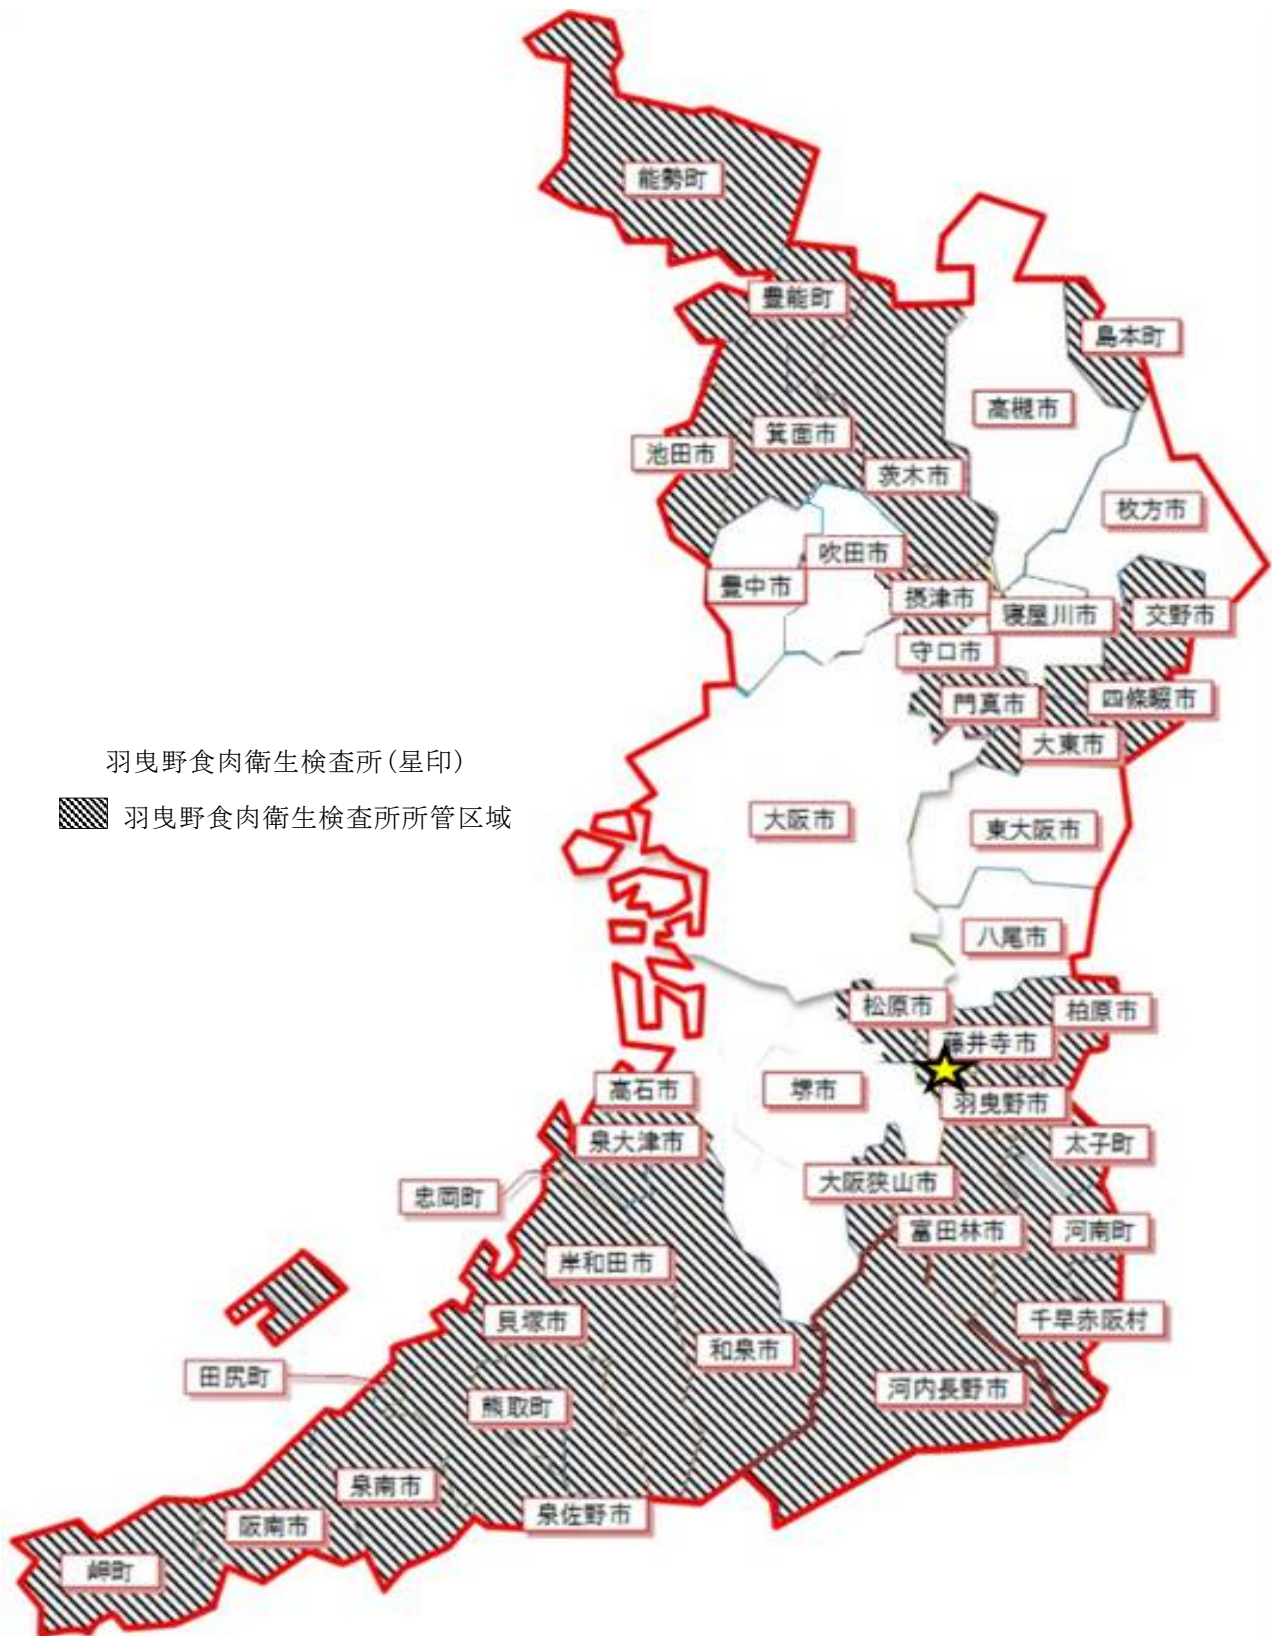 能勢町
豊能町
島本町
高槻市
箕面市
池田市
茨木市
枚方市
吹田市
豊中市
摂津市
寝屋川市
交野市
守口市
門真市
四條畷市
大東市
羽曳野食肉衛生検査所(星印)
羽曳野食肉衛生検査所所管区域
大阪市
東大阪市
八尾市
松原市
柏原市
藤井寺市
高石市
堺市
羽曳野市
泉大津市
太子町
大阪狭山市
忠岡町
富田林市
河南町
岸和田市
貝塚市
千早赤阪村
和泉市
田尻町
河内長野市
熊取町
泉南市
泉佐野市
阪南市
岬町